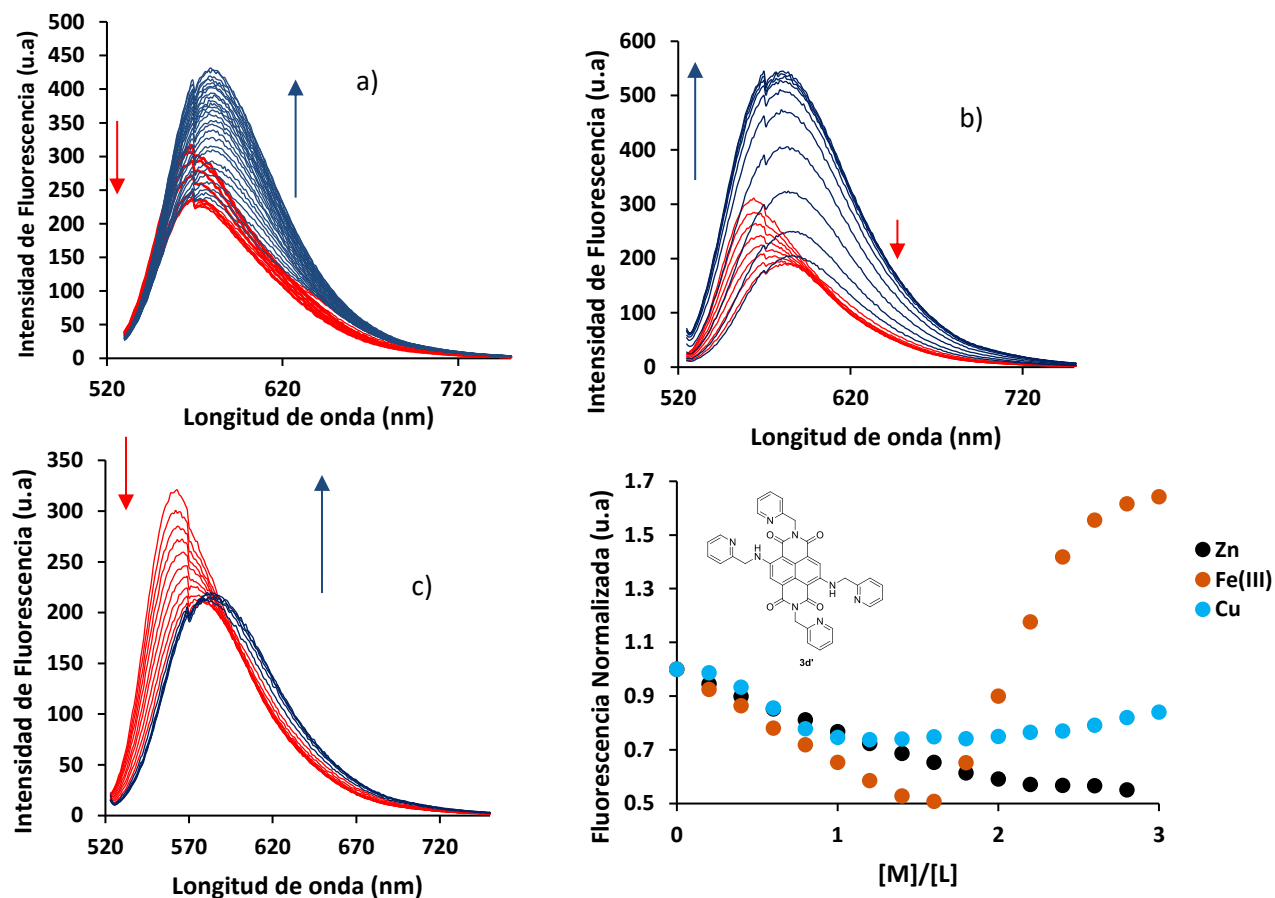 Intensidad de Fluorescencia (u.a)
500
450
400
350
300
250
200
150
100
50
0
520
620
720
Longitud de onda (nm)
a)
Intensidad de Fluorescencia (u.a)
600
500
400
300
200
100
0
520
620
720
Longitud de onda (nm)
b)
Intensidad de Fluorescencia (u.a)
350
300
250
200
150
100
50
0
520
570
620
670
720
Longitud de onda (nm)
c)
Fluorescencia Normalizada (u.a)
1.7
1.5
1.3
1.1
0.9
0.7
0.5
0
1
2
3
[M]/[L]
N
O
N
O
N
HN
NH
N
O
N
O
N
3d'
Zn
Fe(III)
Cu